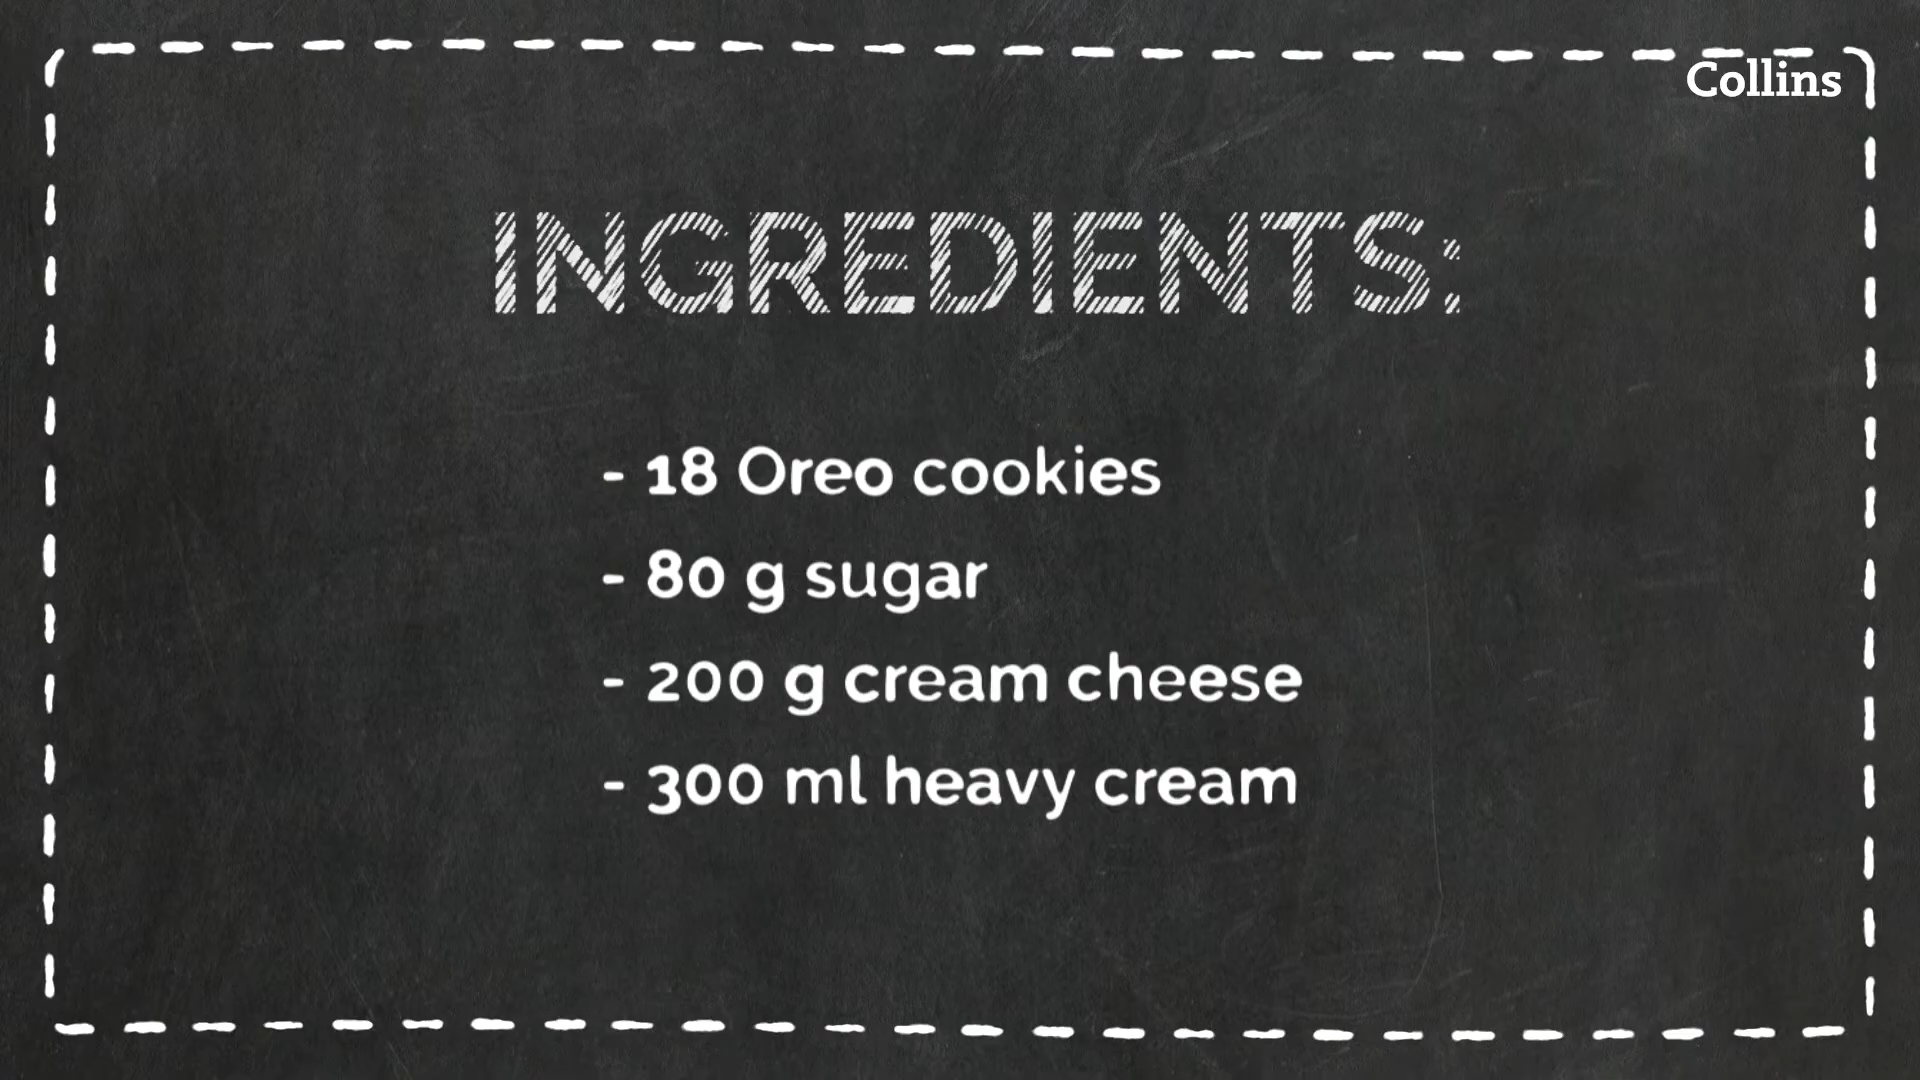 Collins
INGREDIENTS:
- 18 Oreo cookies
- 80 g sugar
- 200 g cream cheese
- 300 ml heavy cream